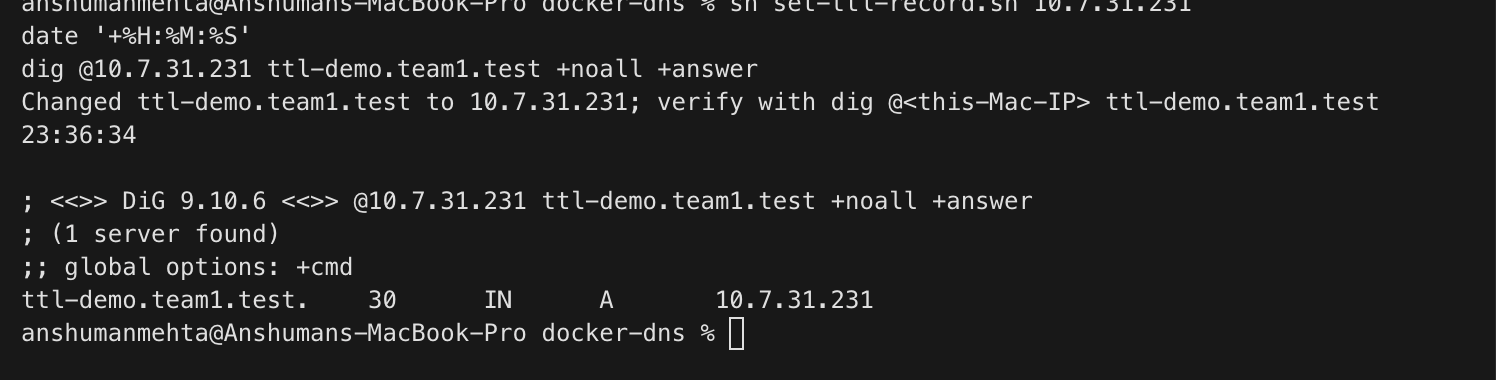 anshumanmehta@Anshumans-MacBook-Pro docker-dns % sh set-ttl-record.sh 10.7.31.231
date '+%H:%M:%S'
dig @10.7.31.231 ttl-demo.team1.test +noall +answer
Changed ttl-demo.team1.test to 10.7.31.231; verify with dig @<this-Mac-IP> ttl-demo.team1.test
23:36:34

; <<>> DiG 9.10.6 <<>> @10.7.31.231 ttl-demo.team1.test +noall +answer
; (1 server found)
;; global options: +cmd
ttl-demo.team1.test.    30      IN      A       10.7.31.231
anshumanmehta@Anshumans-MacBook-Pro docker-dns %